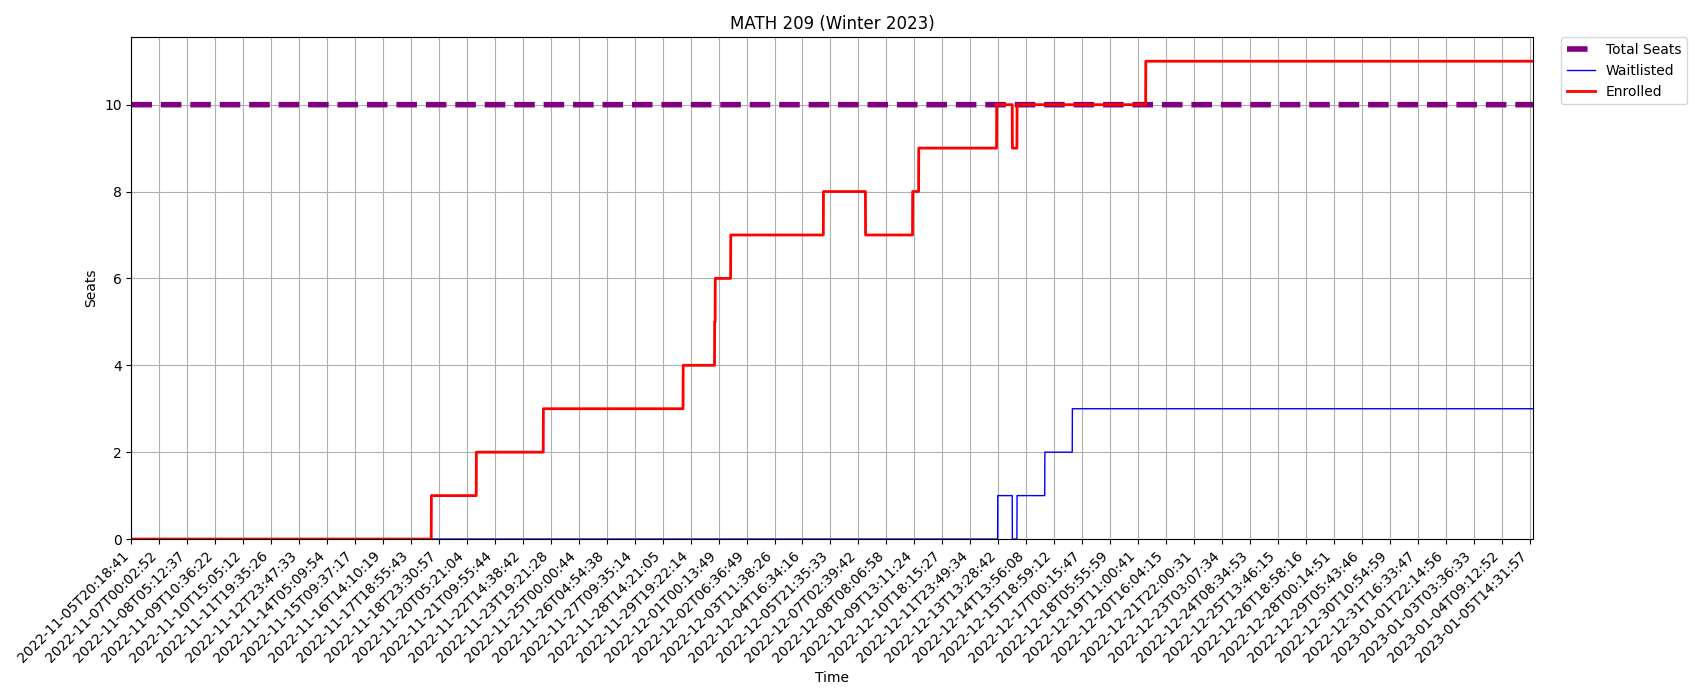 MATH 209 (Winter 2023)
Total Seats
Waitlisted
Enrolled
Seats
10
8
6
4
2
0
2022-11-05T20:18:41
2022-11-07T00:02:52
2022-11-08T05:12:37
2022-11-09T10:36:22
2022-11-10T15:05:12
2022-11-11T19:35:26
2022-11-12T23:47:33
2022-11-14T05:09:54
2022-11-15T09:37:17
2022-11-16T14:10:19
2022-11-17T18:55:43
2022-11-18T23:30:57
2022-11-20T05:21:04
2022-11-21T09:55:44
2022-11-22T14:38:42
2022-11-23T19:21:28
2022-11-25T00:00:44
2022-11-26T04:54:38
2022-11-27T09:35:14
2022-11-28T14:21:05
2022-11-29T19:22:14
2022-12-01T00:13:49
2022-12-02T06:36:49
2022-12-03T11:38:26
2022-12-04T16:34:16
2022-12-05T21:35:33
2022-12-07T02:39:42
2022-12-08T08:06:58
2022-12-09T13:11:24
2022-12-10T18:15:27
2022-12-11T23:49:34
2022-12-13T13:28:42
2022-12-14T13:56:08
2022-12-15T18:59:12
2022-12-17T00:15:47
2022-12-18T05:55:59
2022-12-19T11:00:41
2022-12-20T16:04:15
2022-12-21T22:00:31
2022-12-23T03:07:34
2022-12-24T08:34:53
2022-12-25T13:46:15
2022-12-26T18:58:16
2022-12-28T00:14:51
2022-12-29T05:43:46
2022-12-30T10:54:59
2022-12-31T16:33:47
2023-01-01T22:14:56
2023-01-03T03:36:33
2023-01-04T09:12:52
2023-01-05T14:31:57
Time